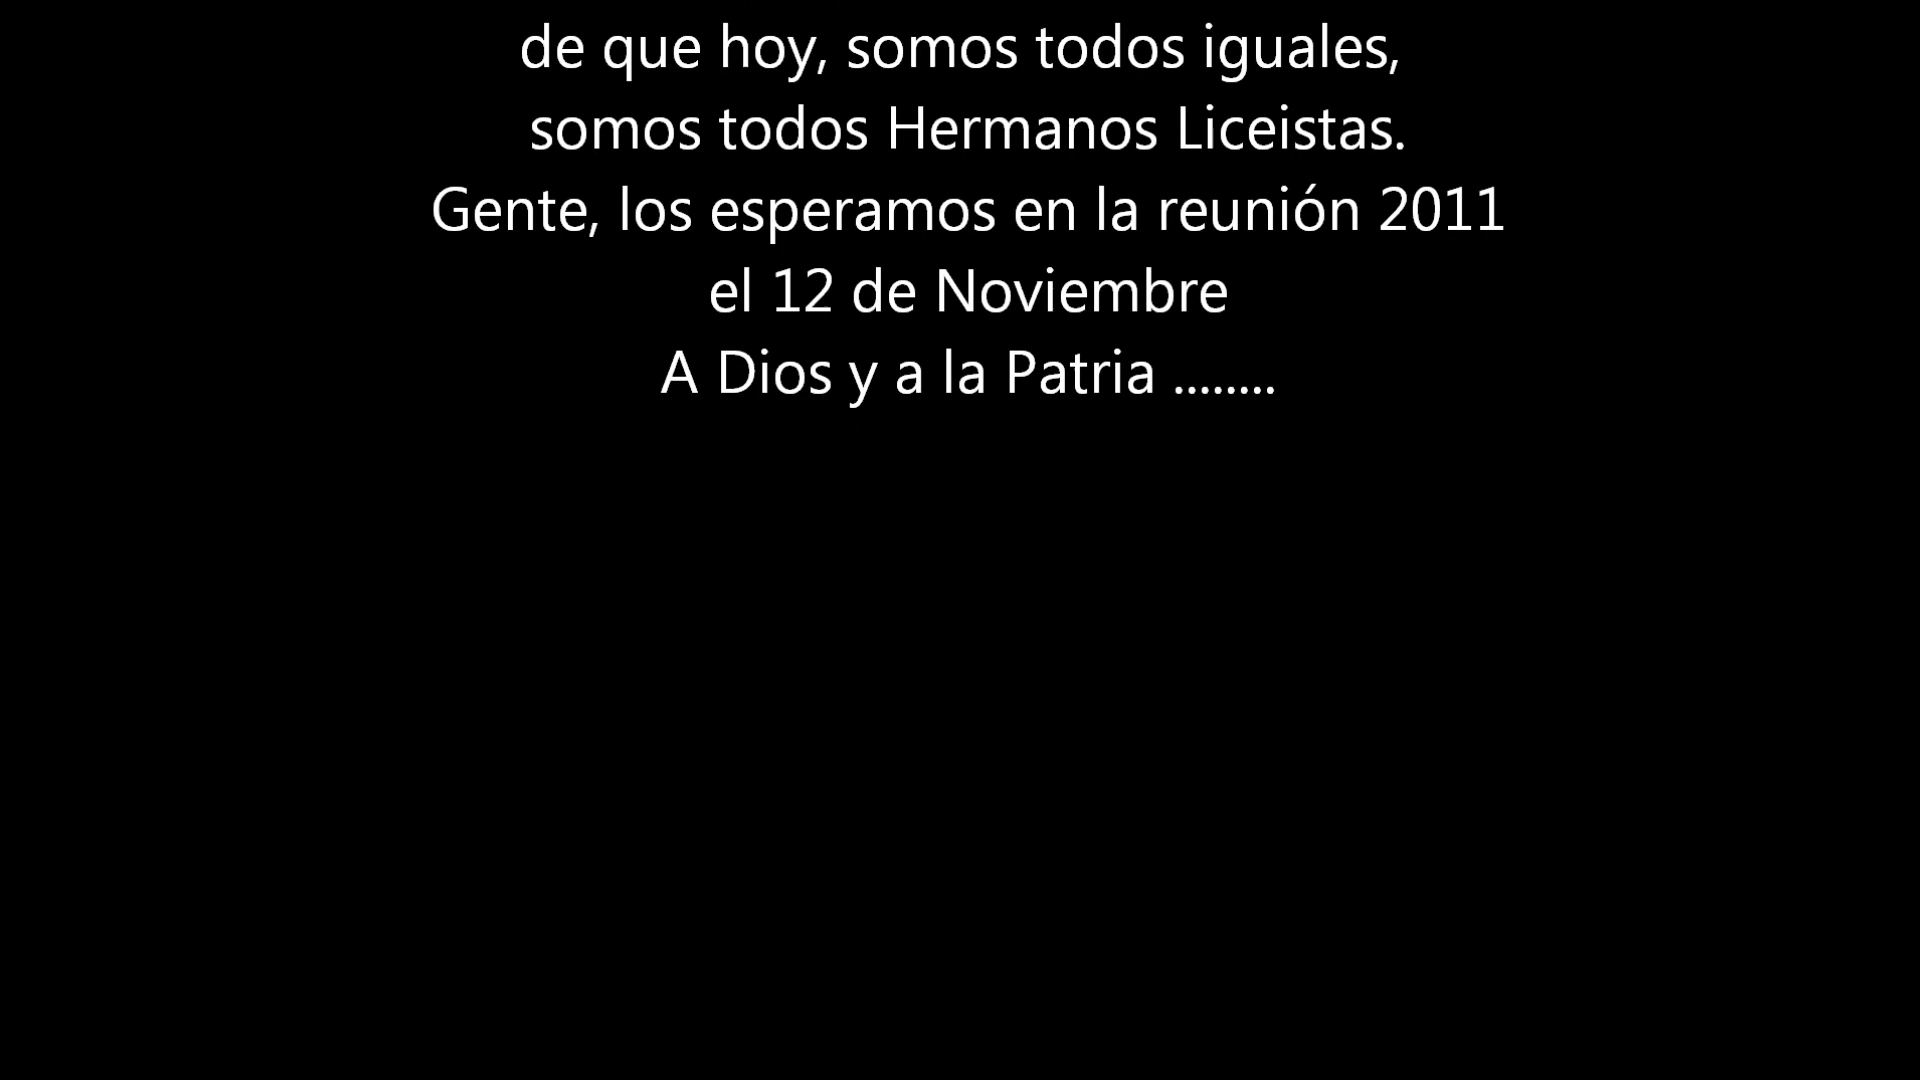 de que hoy, somos todos iguales,
somos todos Hermanos Liceistas.
Gente, los esperamos en la reunión 2011
el 12 de Noviembre
A Dios y a la Patria ........